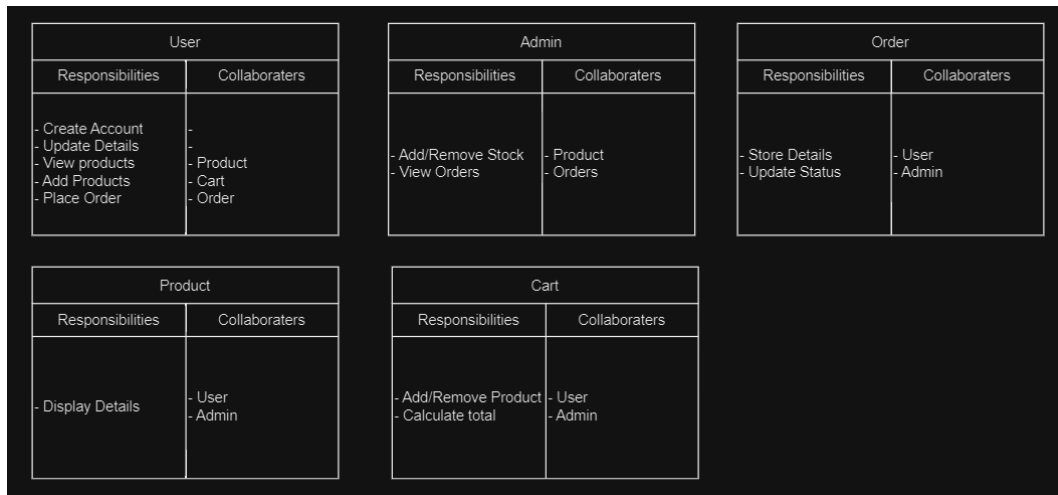 User
Responsibilities Collaboraters
- Create Account -
- Update Details -
- View products - Product
- Add Products - Cart
- Place Order - Order
Admin
Responsibilities Collaboraters
- Add/Remove Stock - Product
- View Orders - Orders
Order
Responsibilities Collaboraters
- Store Details - User
- Update Status - Admin
Product
Responsibilities Collaboraters
- Display Details - User
- Admin
Cart
Responsibilities Collaboraters
- Add/Remove Product - User
- Calculate total - Admin